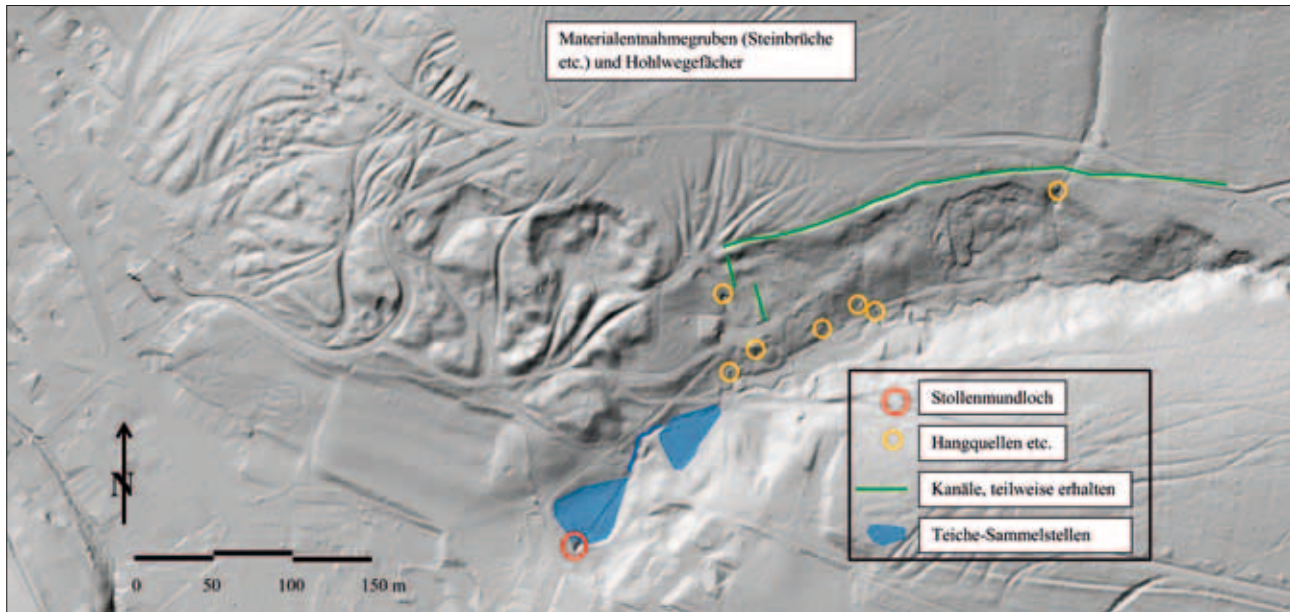 Materialentnahmegruben (Steinbrüche
etc.) und Hohlwegefächer
Stollenmundloch
Hangquellen etc.
Kanäle, teilweise erhalten
Teiche-Sammelstellen
N
0 50 100 150 m